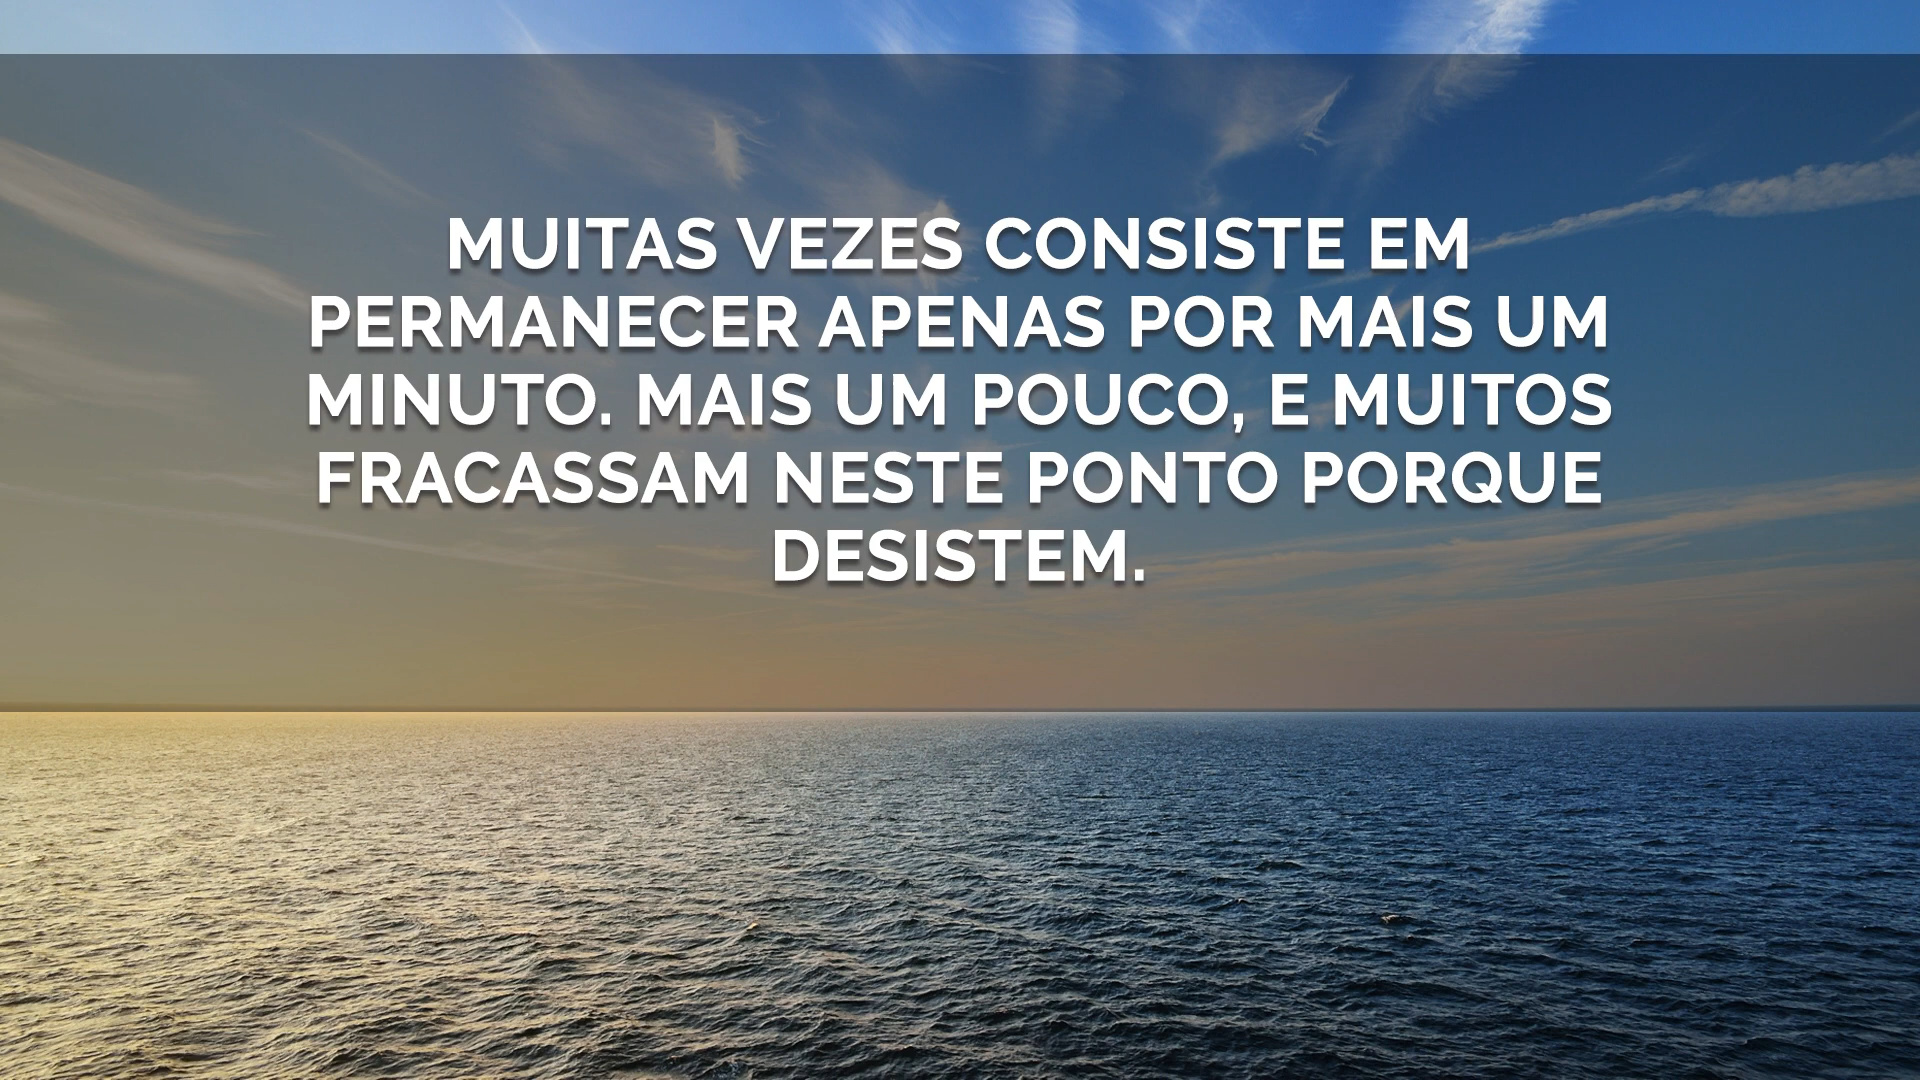 MUITAS VEZES CONSISTE EM
PERMANECER APENAS POR MAIS UM
MINUTO. MAIS UM POUCO, E MUITOS
FRACASSAM NESTE PONTO PORQUE
DESISTEM.